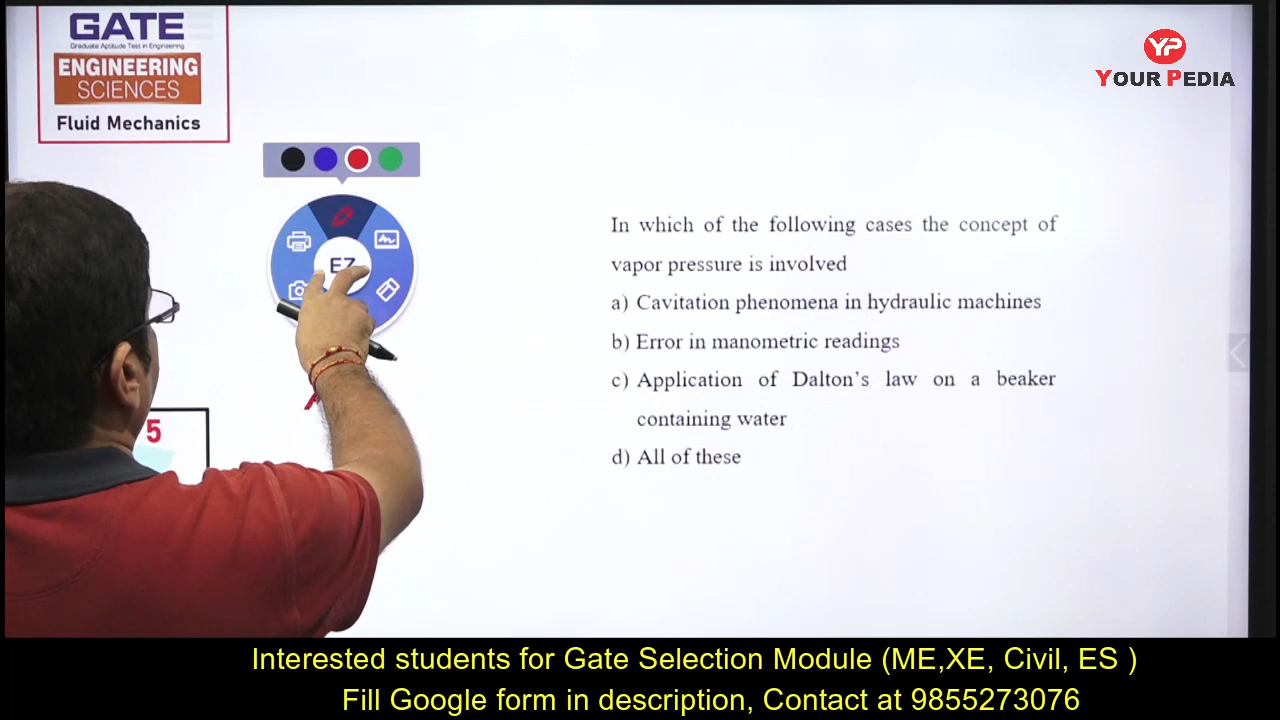 GATE
Graduate Aptitude Test in Engineering
ENGINEERING
SCIENCES
Fluid Mechanics
YP
YOUR PEDIA
EZ
In which of the following cases the concept of
vapor pressure is involved
a) Cavitation phenomena in hydraulic machines
b) Error in manometric readings
c) Application of Dalton's law on a beaker
containing water
d) All of these
5
Interested students for Gate Selection Module (ME,XE, Civil, ES )
Fill Google form in description, Contact at 9855273076